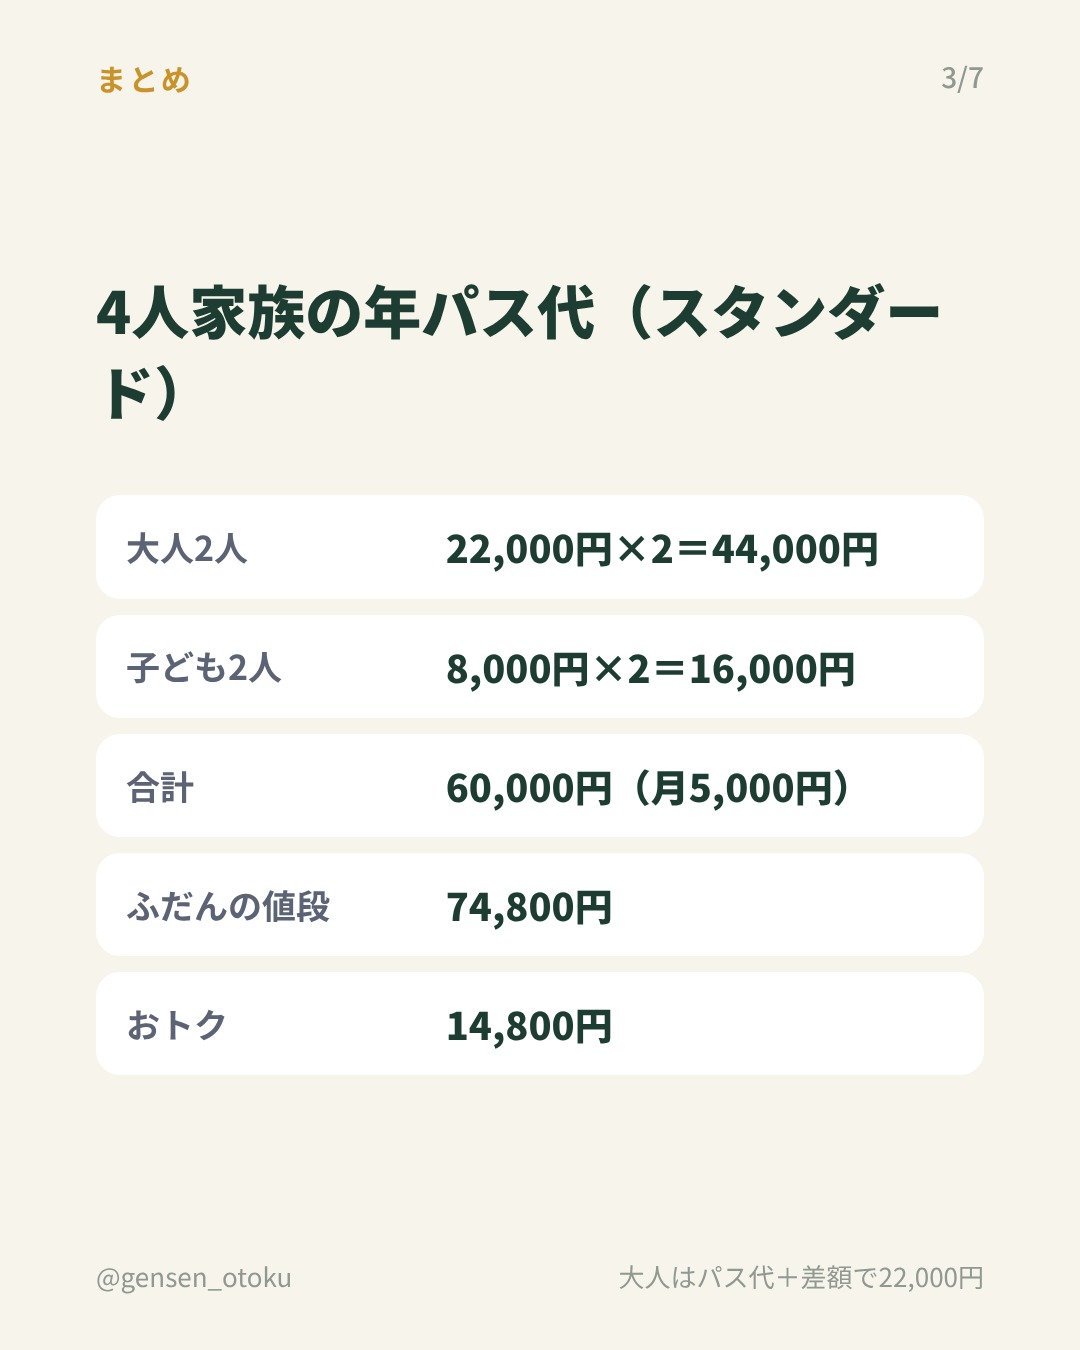 まとめ
3/7
4人家族の年パス代（スタンダー
ド）
大人2人 22,000円×2＝44,000円
子ども2人 8,000円×2＝16,000円
合計 60,000円（月5,000円）
ふだんの値段 74,800円
おトク 14,800円
@gensen_otoku
大人はパス代＋差額で22,000円